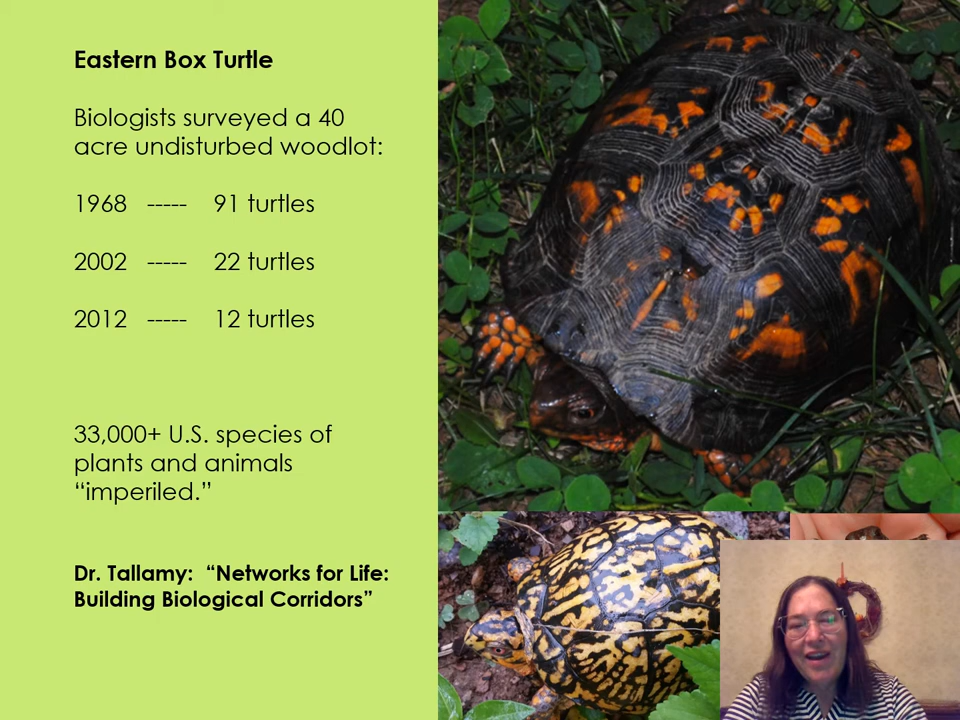 Eastern Box Turtle
Biologists surveyed a 40
acre undisturbed woodlot:
1968 ----- 91 turtles
2002 ----- 22 turtles
2012 ----- 12 turtles
33,000+ U.S. species of
plants and animals
“imperiled.”
Dr. Tallamy: “Networks for Life:
Building Biological Corridors”